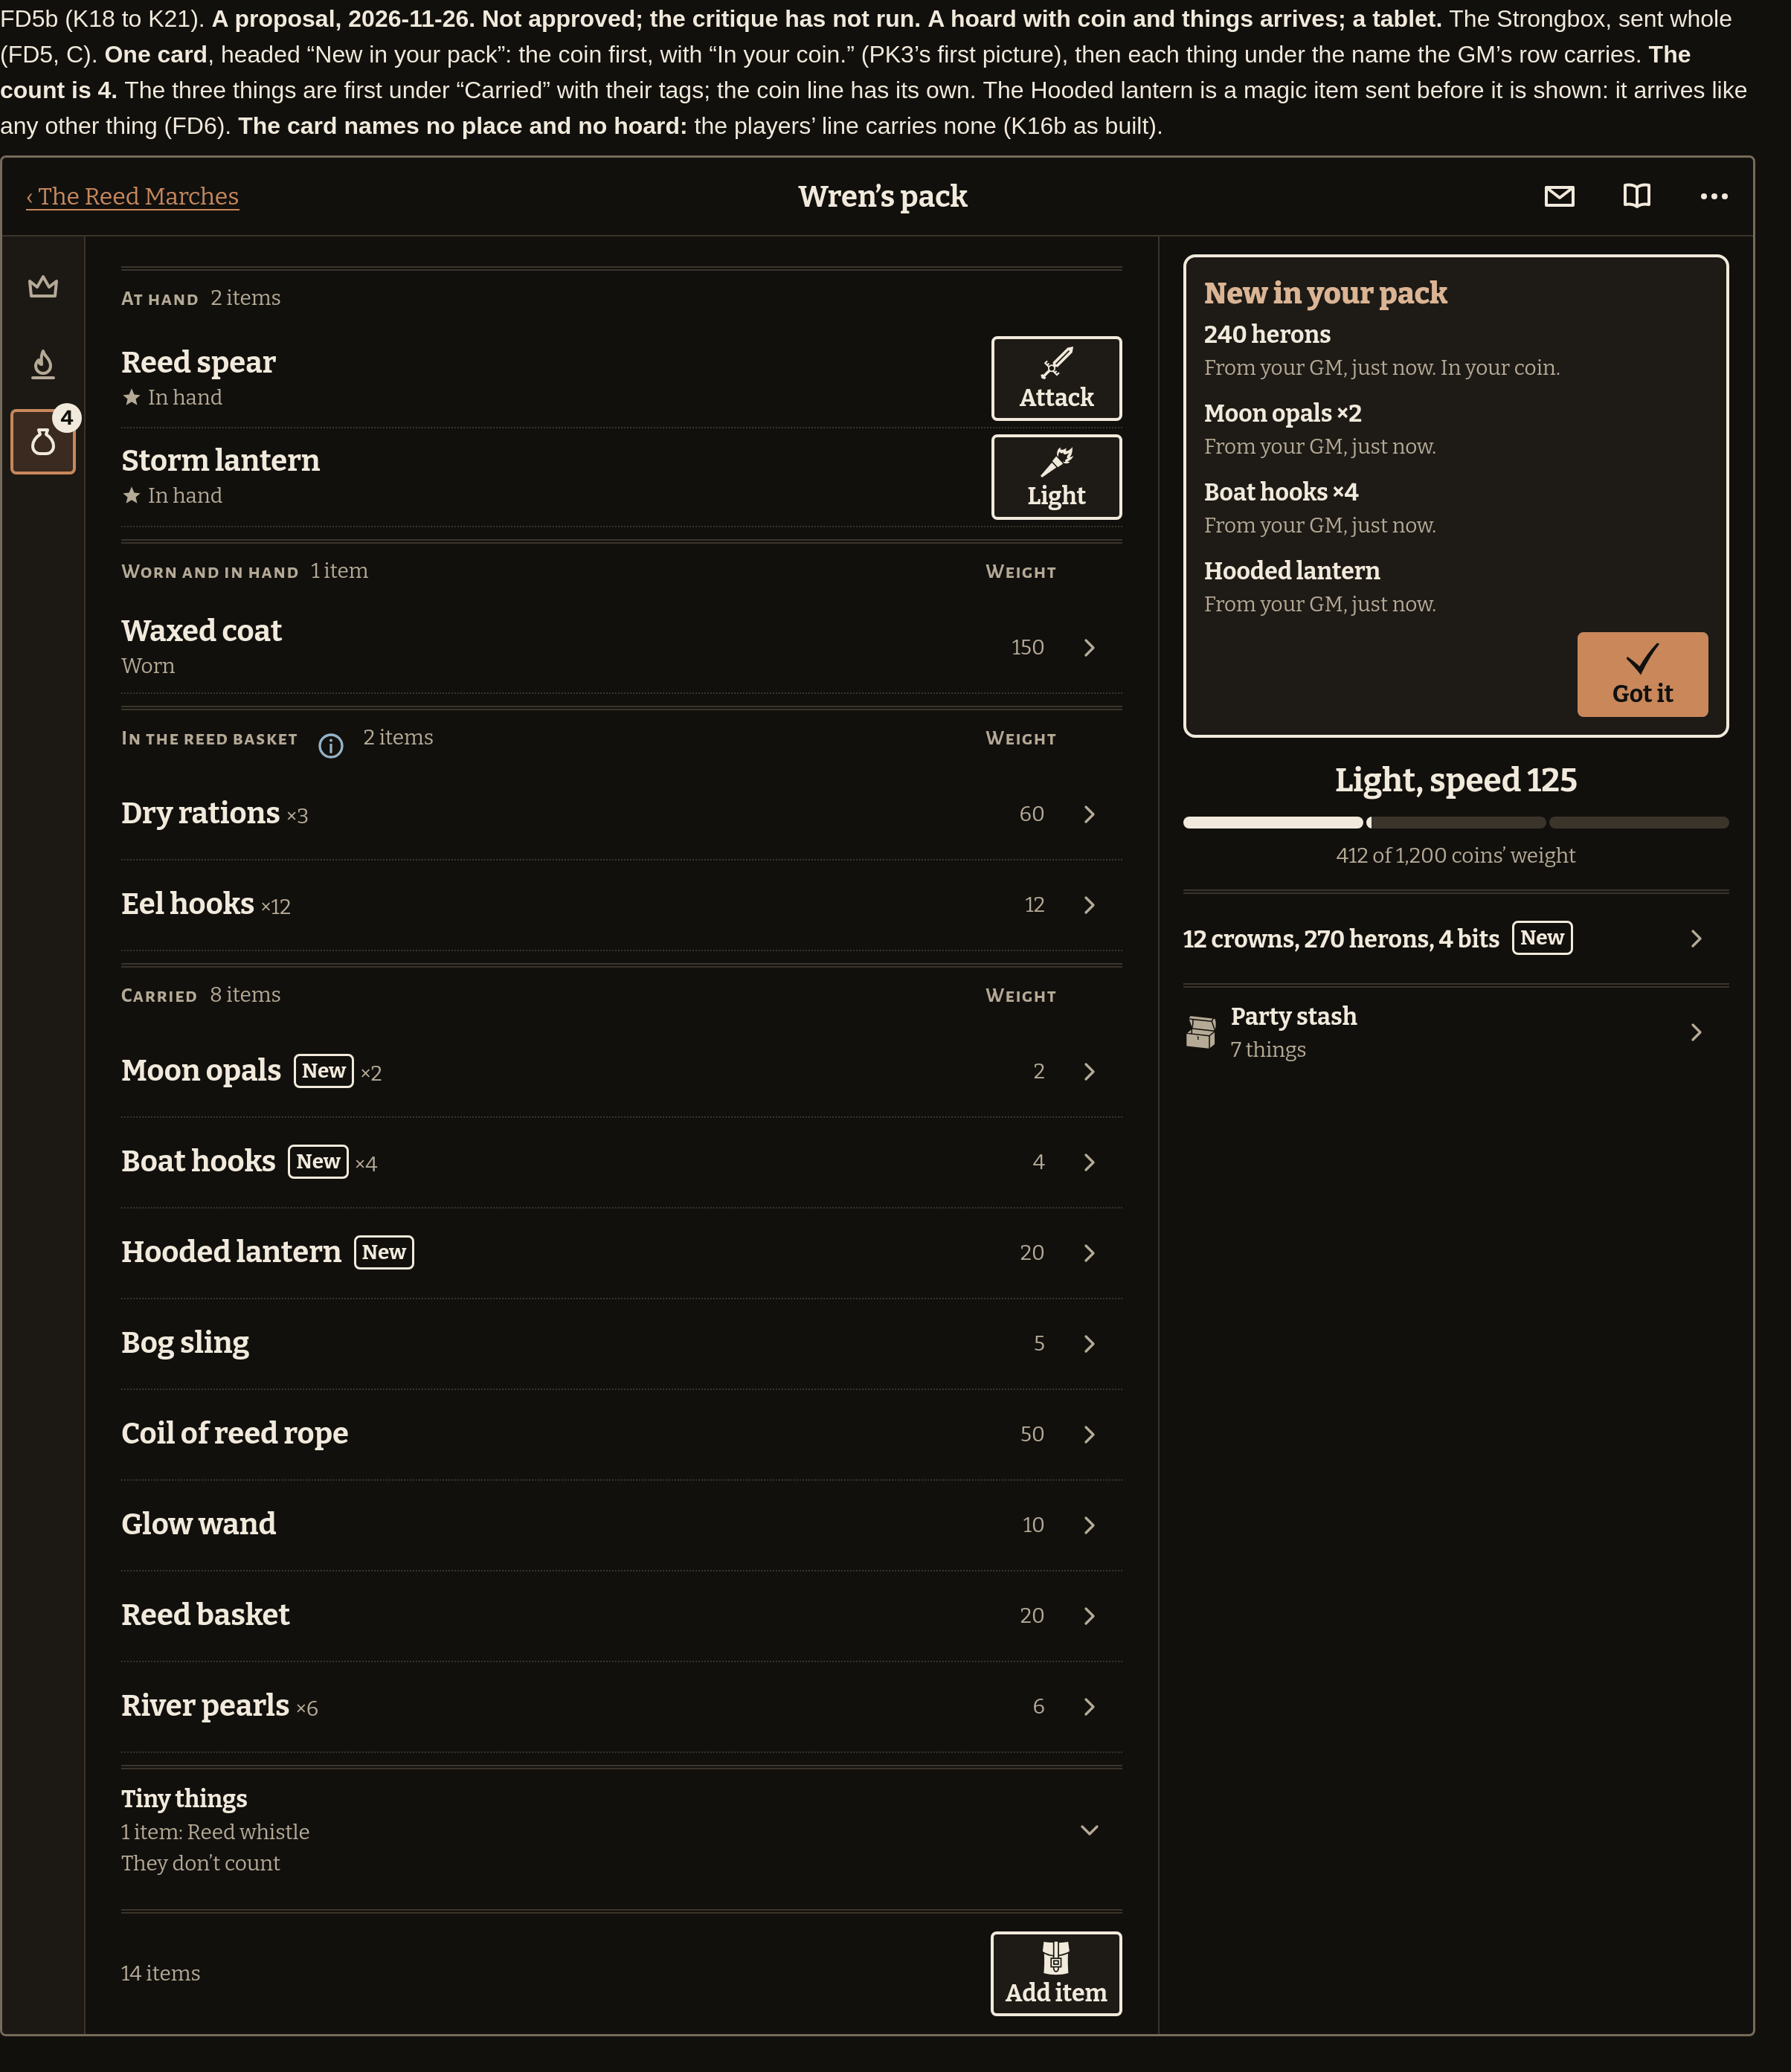 FD5b (K18 to K21). A proposal, 2026-11-26. Not approved; the critique has not run. A hoard with coin and things arrives; a tablet. The Strongbox, sent whole
(FD5, C). One card, headed “New in your pack”: the coin first, with “In your coin.” (PK3’s first picture), then each thing under the name the GM’s row carries. The
count is 4. The three things are first under “Carried” with their tags; the coin line has its own. The Hooded lantern is a magic item sent before it is shown: it arrives like
any other thing (FD6). The card names no place and no hoard: the players’ line carries none (K16b as built).
‹ The Reed Marches
Wren’s pack
4
At hand 2 items
Reed spear
★ In hand
Attack
Storm lantern
★ In hand
Light
Worn and in hand 1 item Weight
Waxed coat
Worn
150
In the reed basket 2 items Weight
Dry rations ×3 60
Eel hooks ×12 12
Carried 8 items Weight
Moon opals New ×2 2
Boat hooks New ×4 4
Hooded lantern New 20
Bog sling 5
Coil of reed rope 50
Glow wand 10
Reed basket 20
River pearls ×6 6
Tiny things
1 item: Reed whistle
They don’t count
14 items
Add item
New in your pack
240 herons
From your GM, just now. In your coin.
Moon opals ×2
From your GM, just now.
Boat hooks ×4
From your GM, just now.
Hooded lantern
From your GM, just now.
Got it
Light, speed 125
412 of 1,200 coins’ weight
12 crowns, 270 herons, 4 bits New
Party stash
7 things